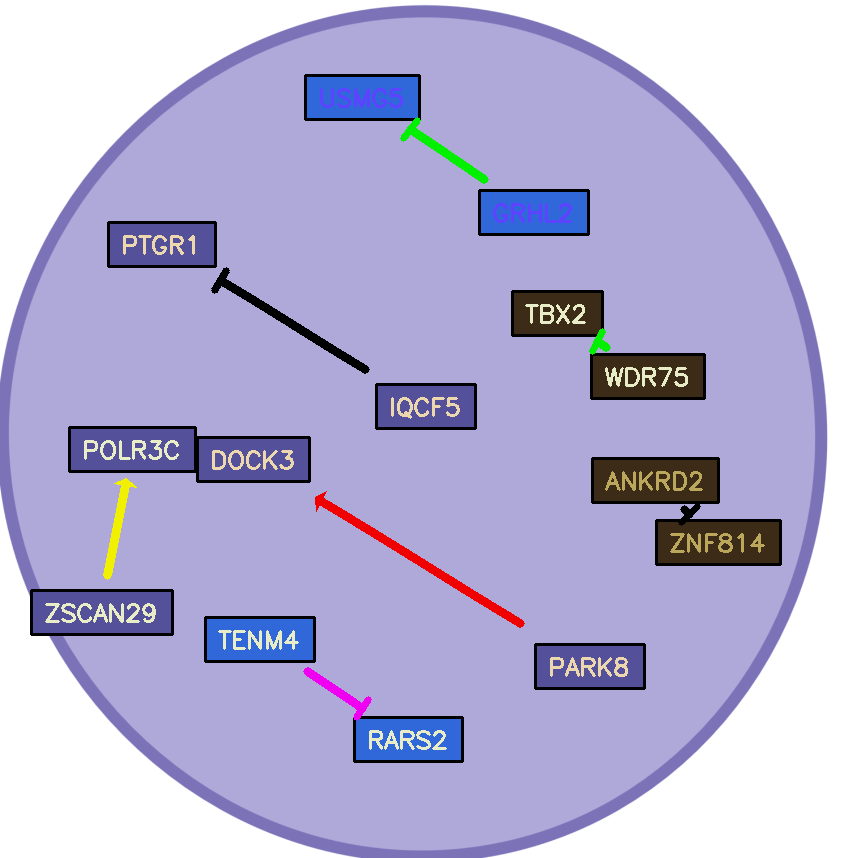 USMG5
GRHL2
PTGR1
TBX2
WDR75
IQCF5
POLR3C
DOCK3
ANKRD2
ZNF814
ZSCAN29
TENM4
PARK8
RARS2